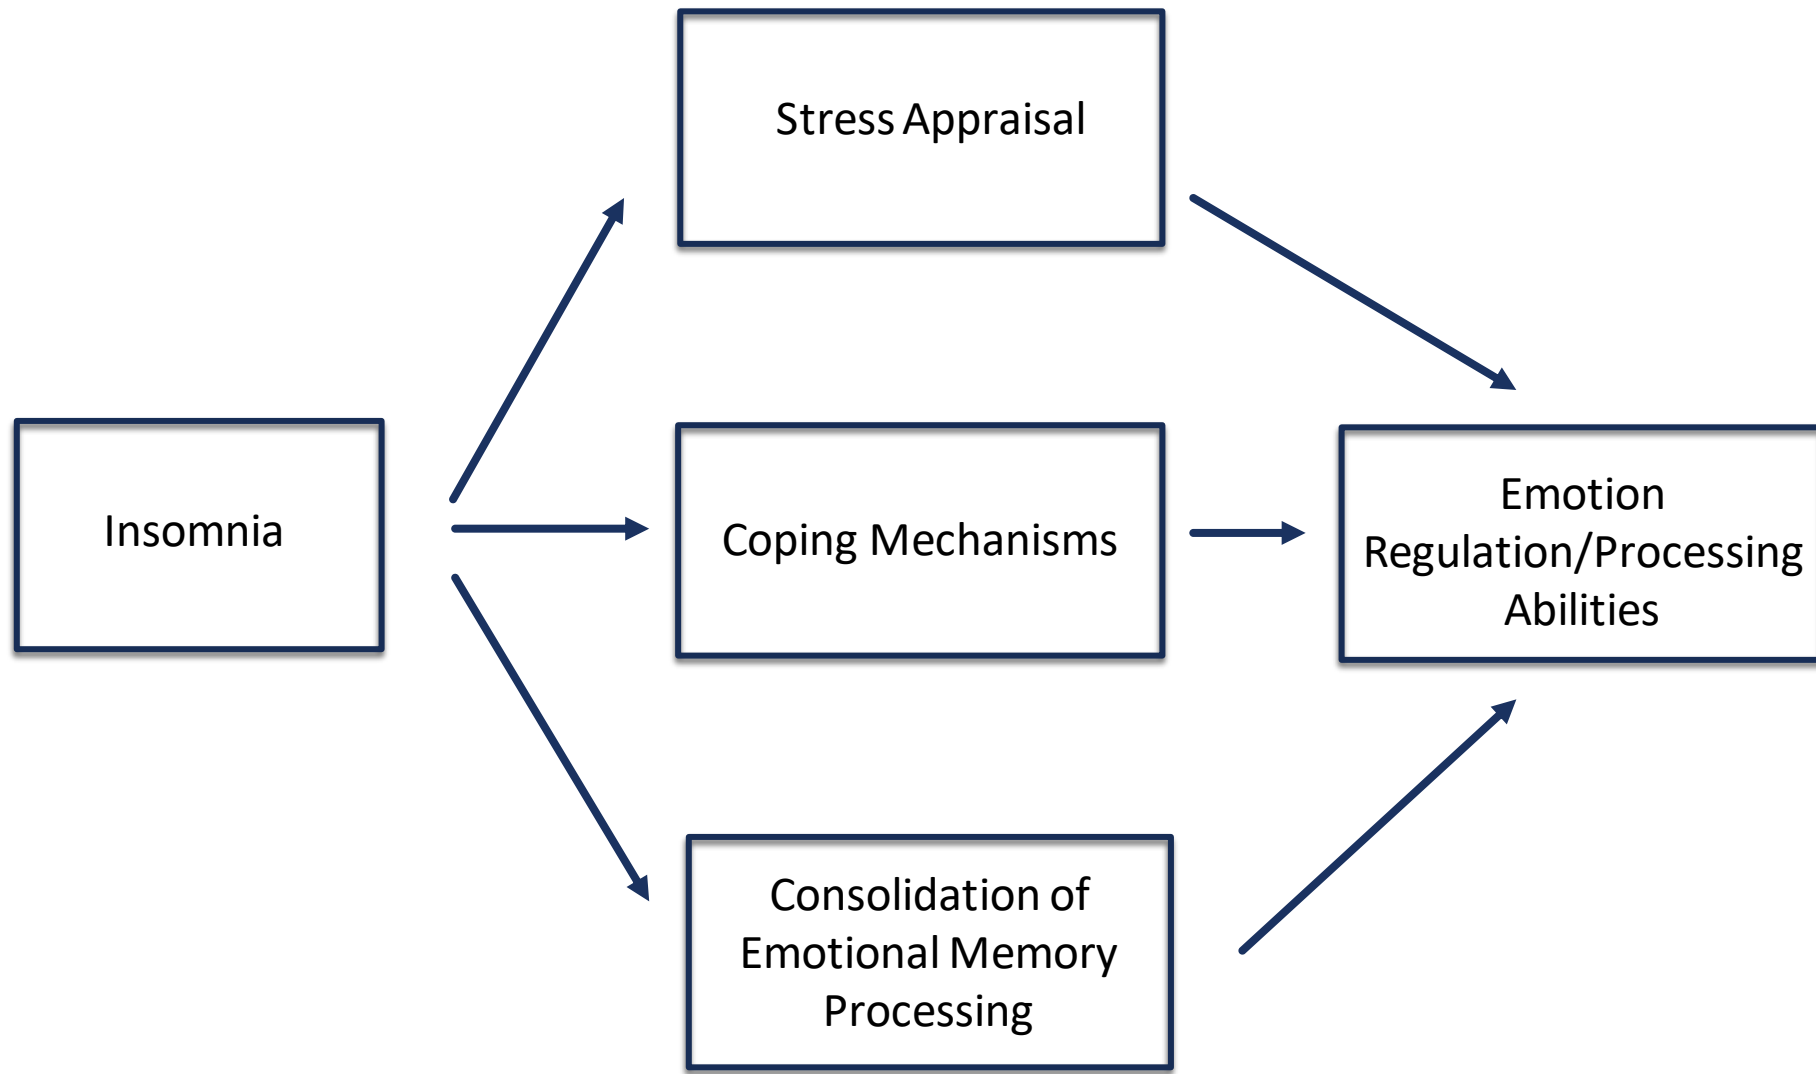 Stress Appraisal
Insomnia
Coping Mechanisms
Emotion
Regulation/Processing
Abilities
Consolidation of
Emotional Memory
Processing